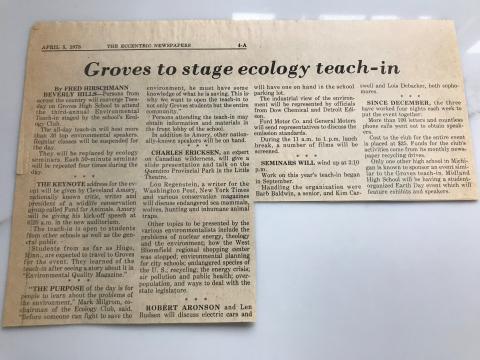 APRIL 5, 1973
THE ECCENTRIC NEWSPAPERS
4-A
Groves to stage ecology teach-in
By FRED HIRSCHMANN
BEVERLY HILLS—Persons from
across the country will converge Tues-
day on Groves High School to attend
the third-annual Environmental
Teach-in staged by the school's Ecol-
ogy Club.
The all-day teach-in will has more
than 20 top environmental speakers.
Regular classes will be suspended for
the day.
They will be replaced by ecology
seminars. Each 50-minute seminar
will be repeated four times during the
day.
* * *
THE KEYNOTE address for the
event will be given by Cleveland Amory,
nationally known critic, writer and
president of a wildlife conservation
group called Fund for Animals. Amory
will be giving his kick-off speech at
a.m. in the new auditorium.
The teach-in is open to students
from other schools as well as the gen-
eral public.
Students from as far as Hugo,
Minn., are expected to travel to Groves
for the event. They learned of the
teach-in after seeing a story about it in
"Environmental Quality Magazine."
* * *
"THE PURPOSE of the day is for
people to learn about the problems of
the environment," Mark Milgrom, co-
chairman of the Ecology Club, said.
"Before someone can fight to save the
environment, he must have some
knowledge of what he is saving. This is
why we want to open the teach-in to
not only Groves students but the entire
community."
Persons attending the teach-in may
obtain information and materials in
the front lobby of the school.
In addition to Amory, other nation-
ally-known speakers will be on hand.
* * *
CHARLES ERICKSEN, an expert
on Canadian wilderness, will give a
slide presentation and talk on the
Quentico Provincial Park in the Little
Theatre.
Leo Regenstein, a writer for the
Washington Post, New York Times
and various conservation magazines
will discuss endangered sea mammals,
wolves, hunting and inhumane animal
traps.
Other topics to be presented by the
various environmentalists include the
problems of nuclear energy, theology
and the environment; how the West
Bloomfield regional shopping center
was stopped; environmental planning
for city schools; endangered species of
the U.S.; recycling; the energy crisis;
air pollution and public health; over-
population, and ways to deal with the
state legislature.
* * *
ROBERT ARONSON and Len
Hudsen will discuss electric cars and
will have one on hand in the school
parking lot.
The industrial view of the environ-
ment will be represented by officials
from Dow Chemical and Detroit Edi-
son.
Ford Motor Co. and General Motors
will send representatives to discuss the
emission standards.
During the 11 a.m. to 1 p.m. lunch
break, a number of films will be
screened.
* * *
SEMINARS WILL wind up at 2:10
p.m.
Work on this year's teach-in began
in September.
Handling the organization were
Barb Baldwin, a senior, and Kim Car-
swell and Lois Debacker, both sopho-
mores.
* * *
SINCE DECEMBER, the three
have worked four nights each week to
put the event together.
More than 100 letters and countless
phone calls went out to obtain speak-
ers.
Cost to the club for the entire event
is placed at $25. Funds for the club's
activities come from its monthly news-
paper recycling drives.
Only one other high school in Mich-
igan is known to sponsor an event simi-
lar to the Groves teach-in. Midland
High School will be having a student-
organized Earth Day event which will
feature exhibits and speakers.